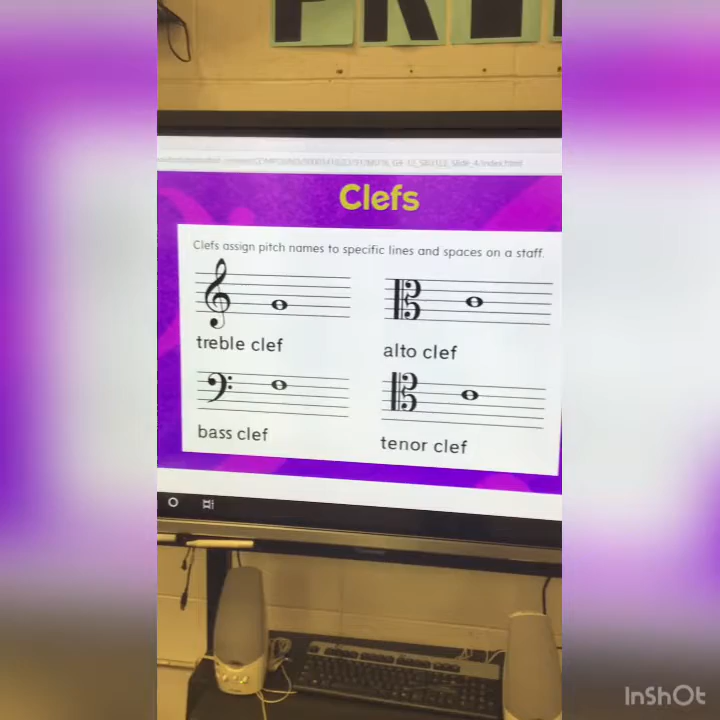 Clefs
Clefs assign pitch names to specific lines and spaces on a staff.
treble clef
alto clef
bass clef
tenor clef
InShOt